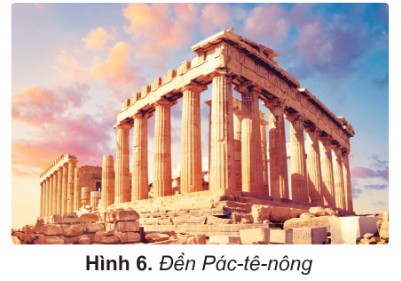 Hình 6. Đền Pác-tê-nông